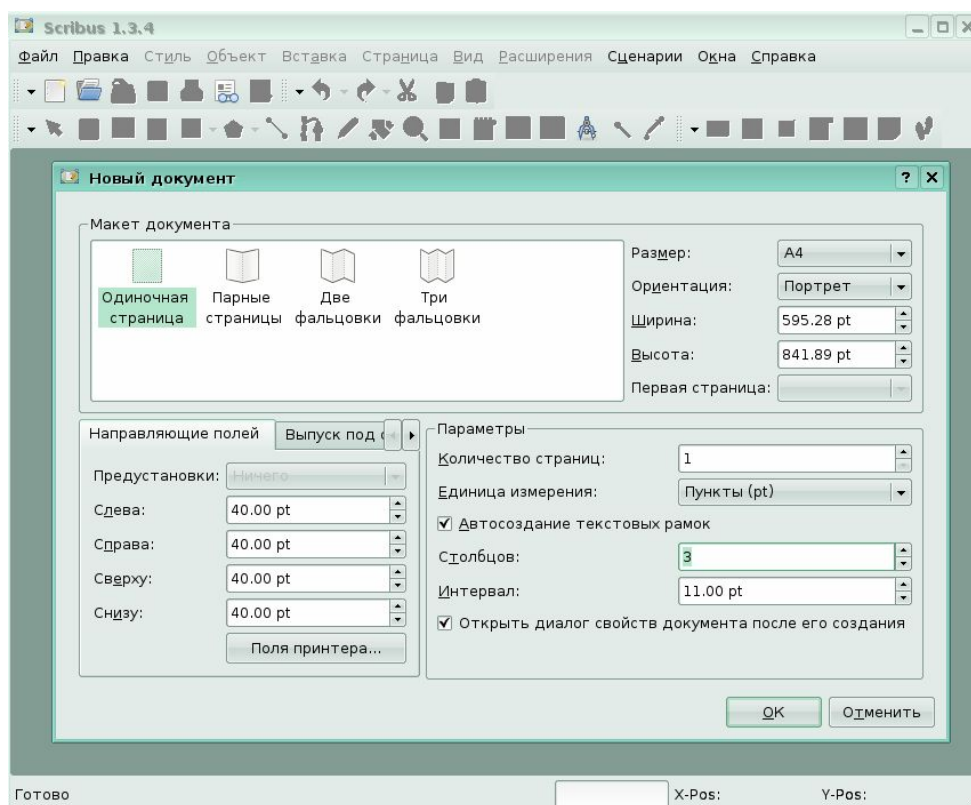 Scribus 1.3.4
Файл Правка Стиль Объект Вставка Страница Вид Расширения Сценарии Окна Справка
Новый документ
Макет документа
Одиночная страница
Парные страницы
Две фальцовки
Три фальцовки
Размер: A4
Ориентация: Портрет
Ширина: 595.28 pt
Высота: 841.89 pt
Первая страница:
Направляющие полей Выпуск под
Предустановки: Ничего
Слева: 40.00 pt
Справа: 40.00 pt
Сверху: 40.00 pt
Снизу: 40.00 pt
Поля принтера...
Параметры
Количество страниц: 1
Единица измерения: Пункты (pt)
Автосоздание текстовых рамок
Столбцов: 3
Интервал: 11.00 pt
Открыть диалог свойств документа после его создания
OK Отменить
Готово X-Pos: Y-Pos: